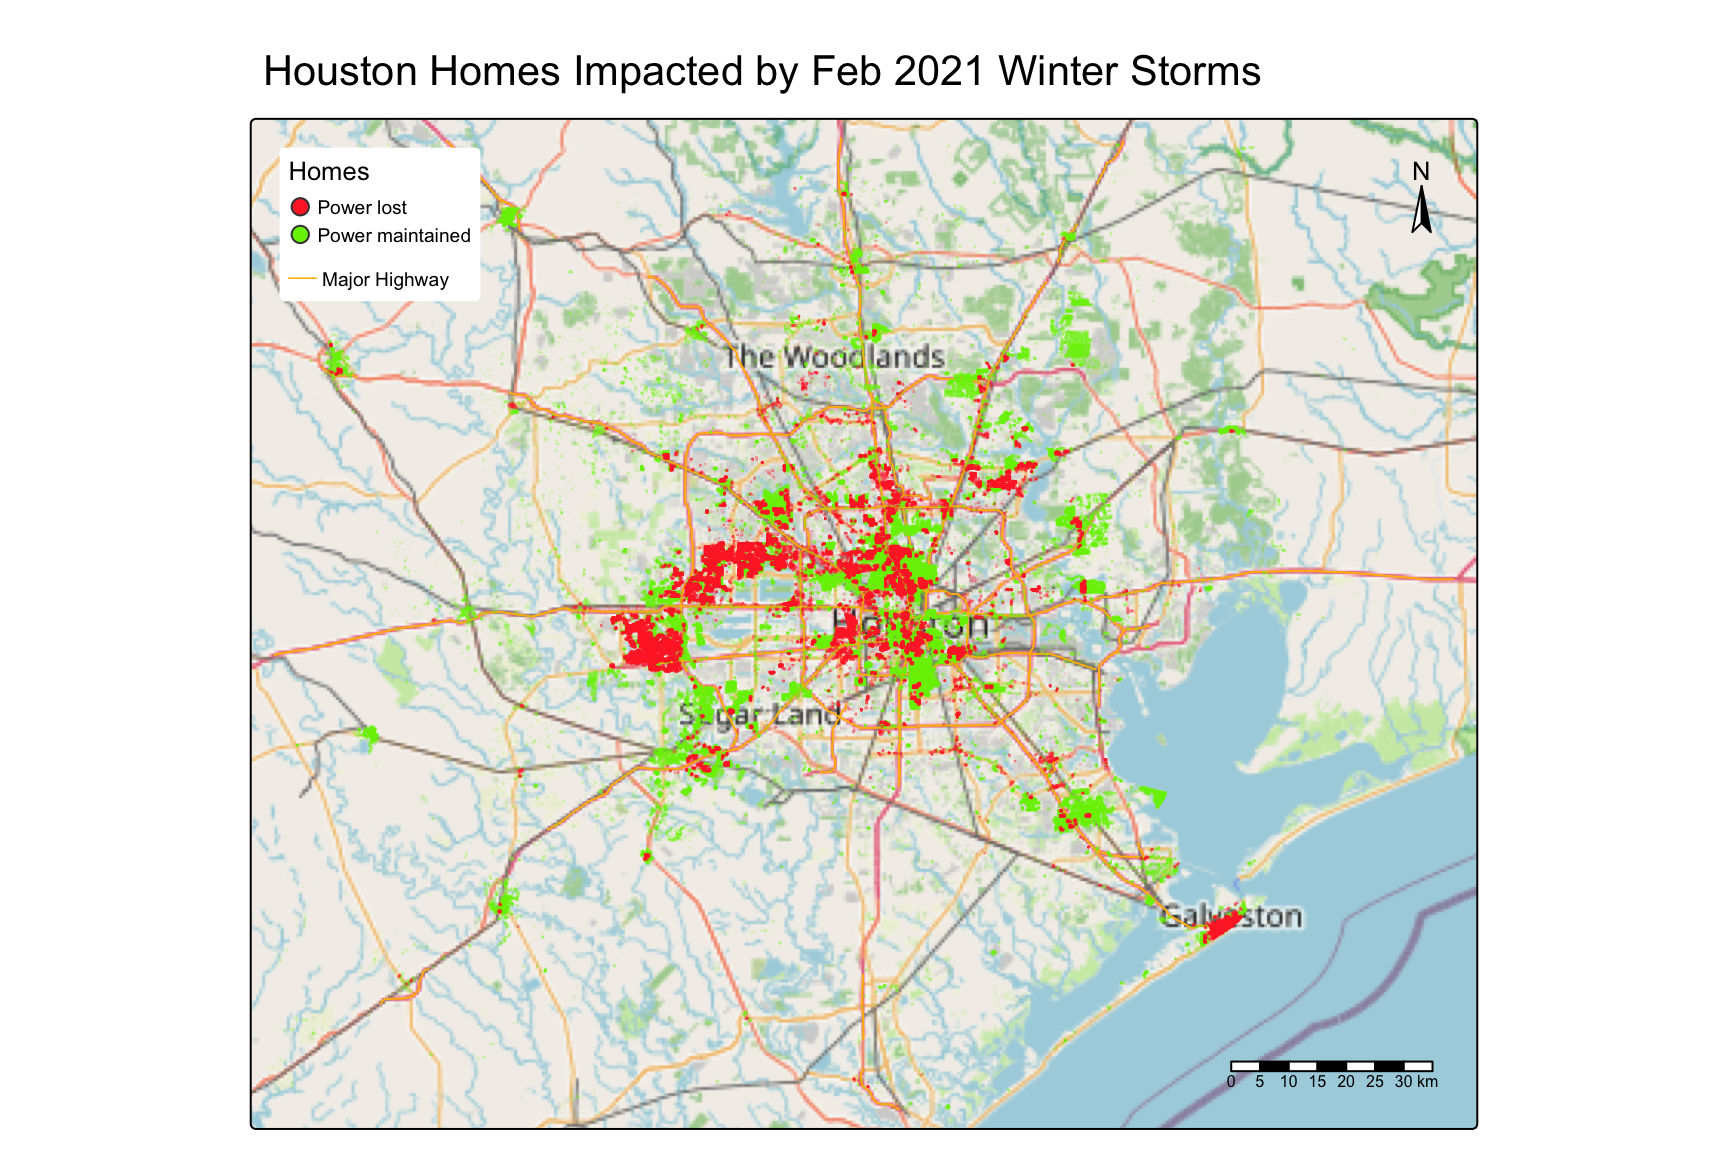 Houston Homes Impacted by Feb 2021 Winter Storms
Homes
Power lost
Power maintained
Major Highway
N
The Woodlands
Houston
Sugar Land
Galveston
0 5 10 15 20 25 30 km